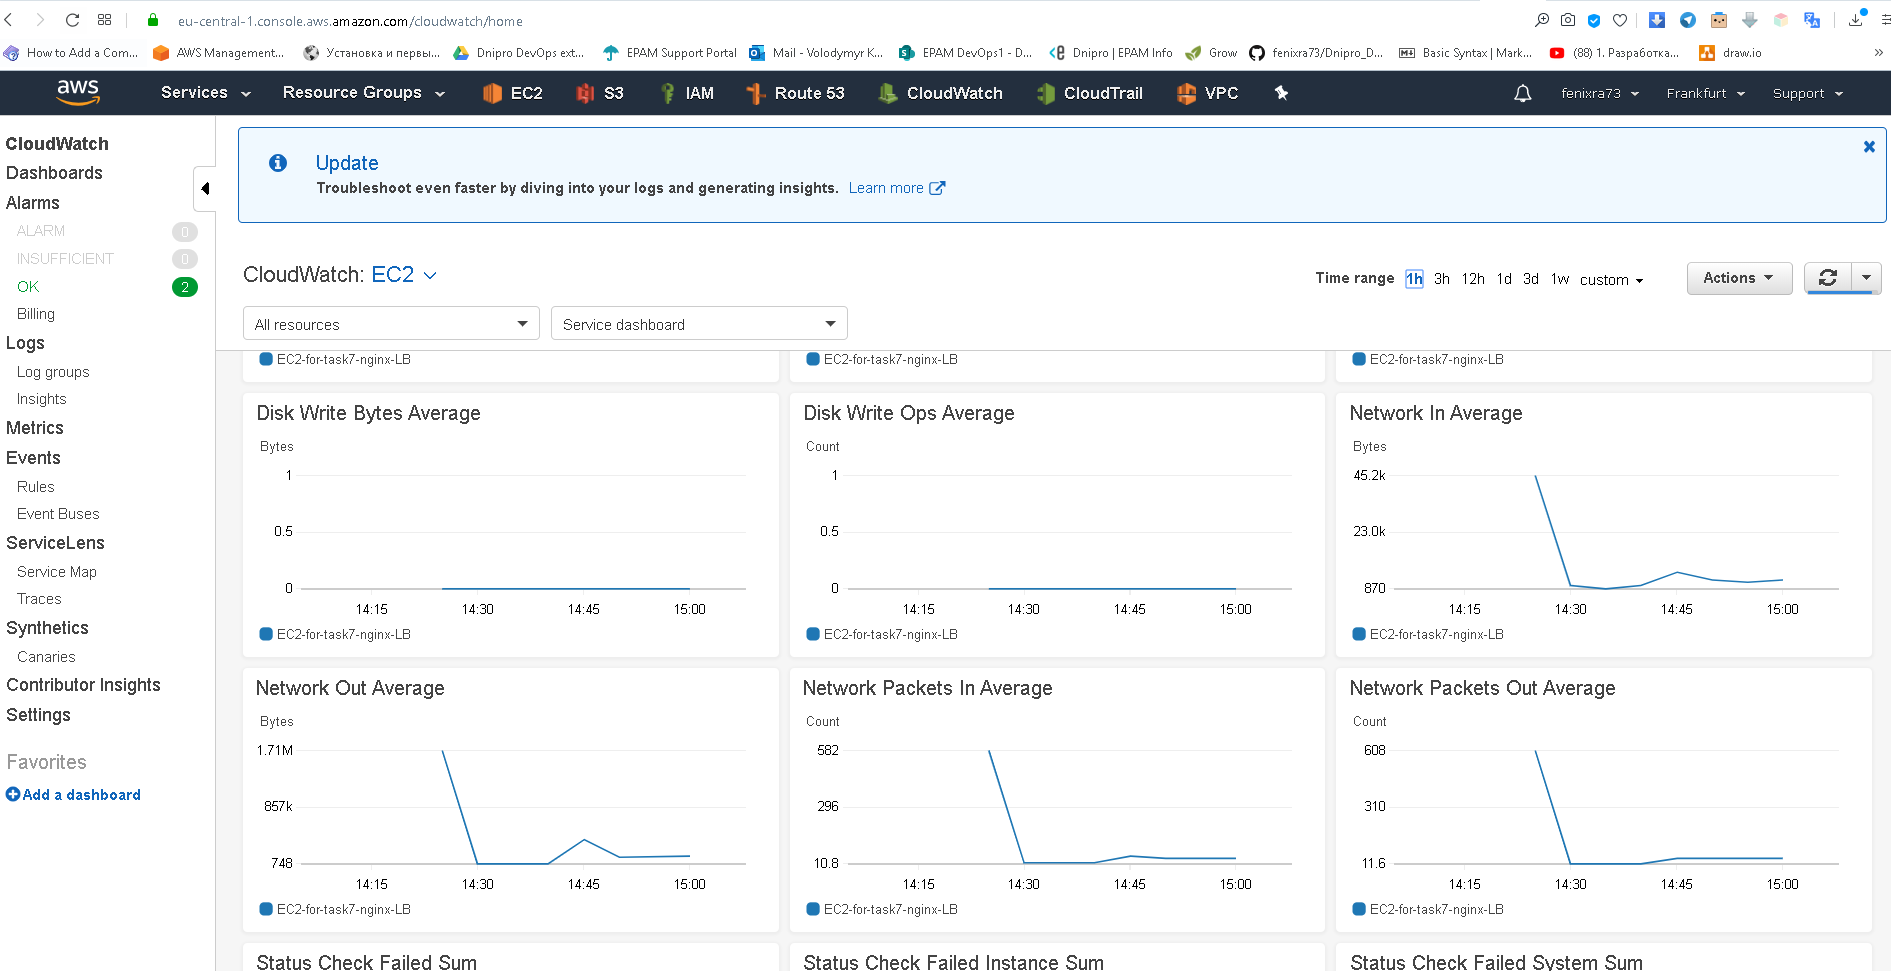 eu-central-1.console.aws.amazon.com/cloudwatch/home
How to Add a Com... AWS Management... Установка и первы... Dnipro DevOps ext... EPAM Support Portal Mail - Volodymyr K... EPAM DevOps1 - D... Dnipro | EPAM Info Grow fenixra73/Dnipro_D... Basic Syntax | Mark... (88) 1. Разработка... draw.io »
aws Services Resource Groups EC2 S3 IAM Route 53 CloudWatch CloudTrail VPC fenixra73 Frankfurt Support
CloudWatch
Dashboards
Alarms
ALARM 0
INSUFFICIENT 0
OK 2
Billing
Logs
Log groups
Insights
Metrics
Events
Rules
Event Buses
ServiceLens
Service Map
Traces
Synthetics
Canaries
Contributor Insights
Settings
Favorites
Add a dashboard
Update
Troubleshoot even faster by diving into your logs and generating insights. Learn more
CloudWatch: EC2
Time range 1h 3h 12h 1d 3d 1w custom Actions
All resources Service dashboard
EC2-for-task7-nginx-LB EC2-for-task7-nginx-LB EC2-for-task7-nginx-LB
Disk Write Bytes Average
Bytes
1
0.5
0
14:15 14:30 14:45 15:00
EC2-for-task7-nginx-LB
Disk Write Ops Average
Count
1
0.5
0
14:15 14:30 14:45 15:00
EC2-for-task7-nginx-LB
Network In Average
Bytes
45.2k
23.0k
870
14:15 14:30 14:45 15:00
EC2-for-task7-nginx-LB
Network Out Average
Bytes
1.71M
857k
748
14:15 14:30 14:45 15:00
EC2-for-task7-nginx-LB
Network Packets In Average
Count
582
296
10.8
14:15 14:30 14:45 15:00
EC2-for-task7-nginx-LB
Network Packets Out Average
Count
608
310
11.6
14:15 14:30 14:45 15:00
EC2-for-task7-nginx-LB
Status Check Failed Sum
Status Check Failed Instance Sum
Status Check Failed System Sum